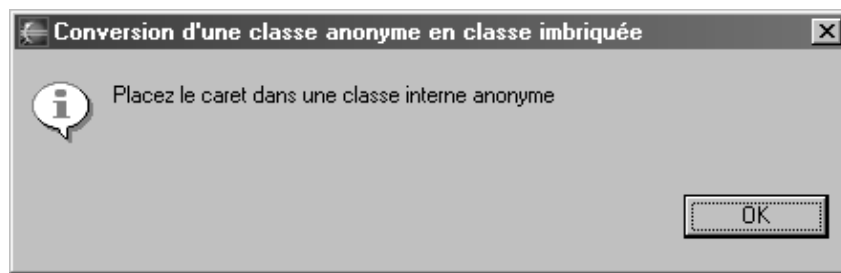 Conversion d'une classe anonyme en classe imbriquée
Placez le caret dans une classe interne anonyme
OK